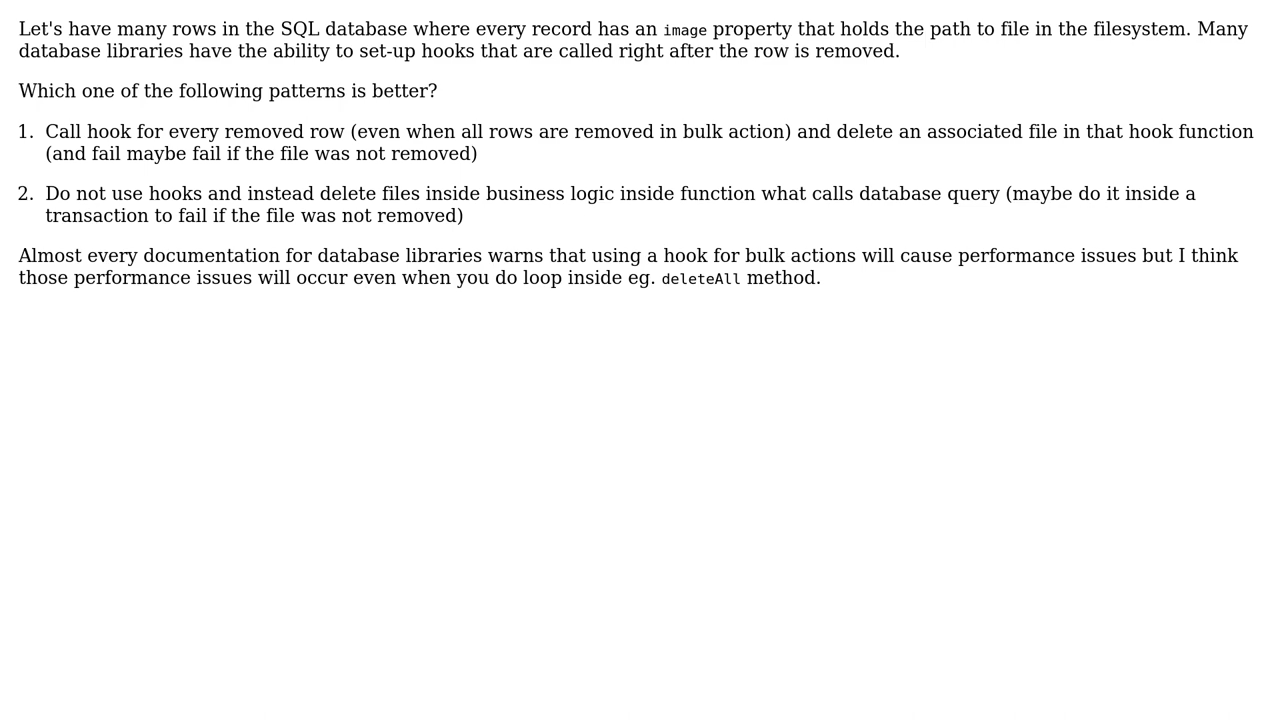 Let's have many rows in the SQL database where every record has an image property that holds the path to file in the filesystem. Many
database libraries have the ability to set-up hooks that are called right after the row is removed.
Which one of the following patterns is better?
1. Call hook for every removed row (even when all rows are removed in bulk action) and delete an associated file in that hook function
(and fail maybe fail if the file was not removed)
2. Do not use hooks and instead delete files inside business logic inside function what calls database query (maybe do it inside a
transaction to fail if the file was not removed)
Almost every documentation for database libraries warns that using a hook for bulk actions will cause performance issues but I think
those performance issues will occur even when you do loop inside eg. deleteAll method.